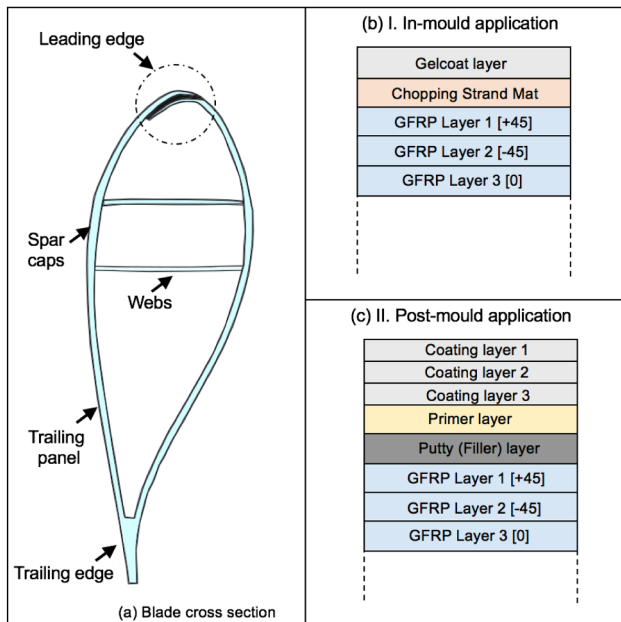 Leading edge
Spar
caps
Webs
Trailing
panel
Trailing edge
(a) Blade cross section
(b) I. In-mould application
Gelcoat layer
Chopping Strand Mat
GFRP Layer 1 [+45]
GFRP Layer 2 [-45]
GFRP Layer 3 [0]
(c) II. Post-mould application
Coating layer 1
Coating layer 2
Coating layer 3
Primer layer
Putty (Filler) layer
GFRP Layer 1 [+45]
GFRP Layer 2 [-45]
GFRP Layer 3 [0]